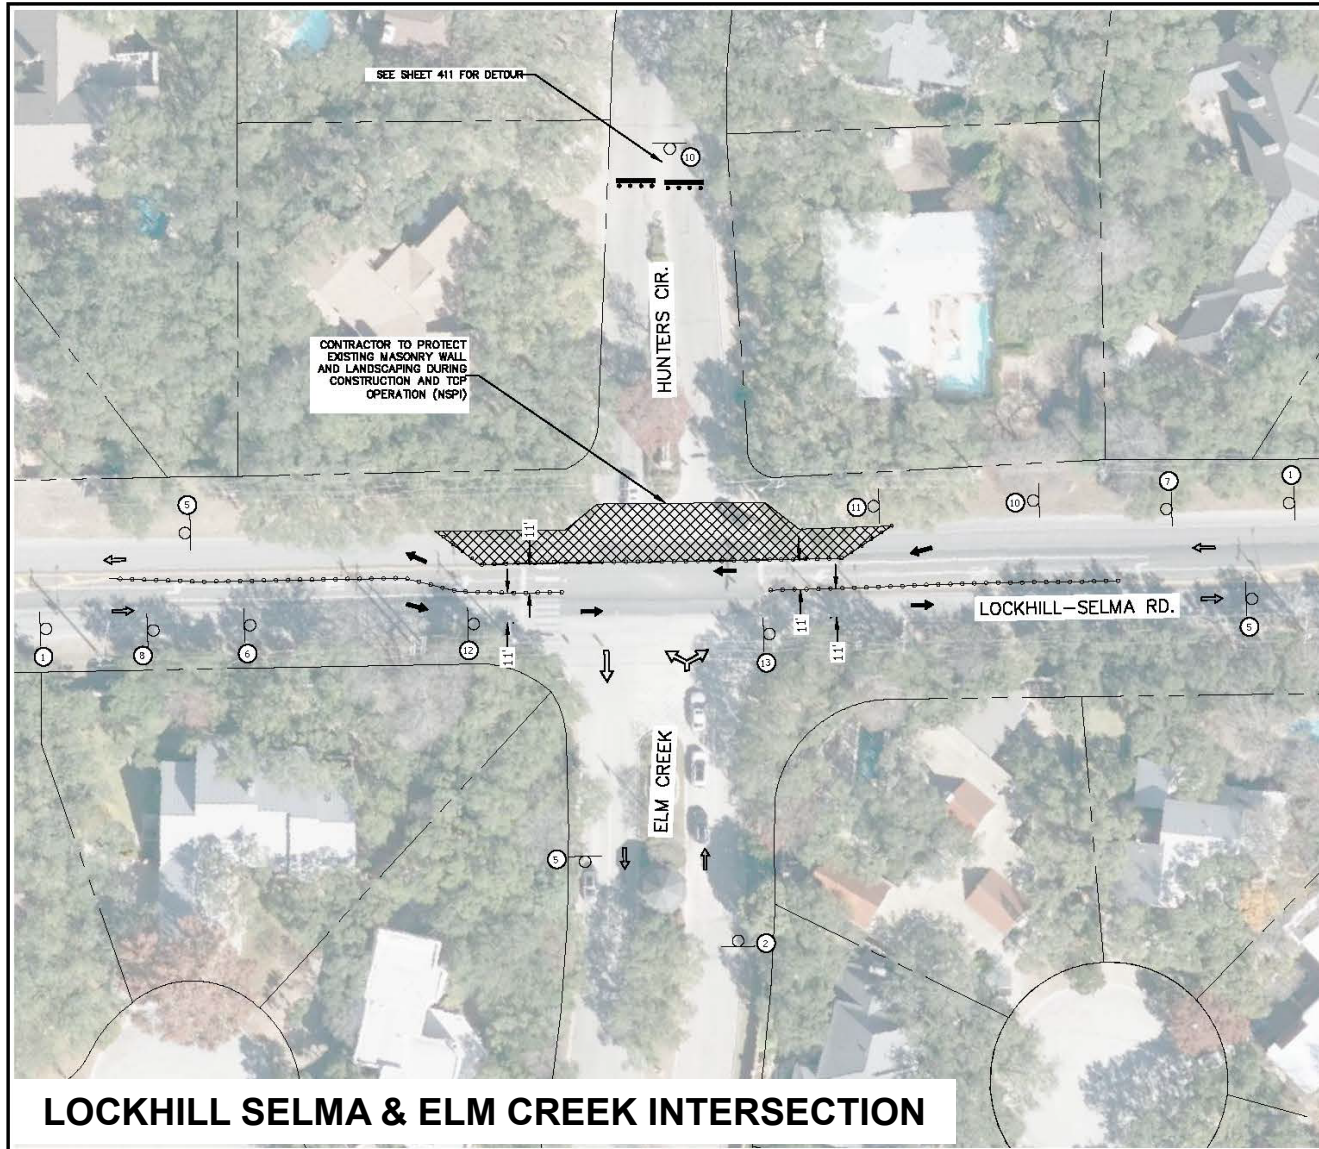 SEE SHEET 411 FOR DETOUR
10
HUNTERS CIR.
CONTRACTOR TO PROTECT
EXISTING MASONRY WALL
AND LANDSCAPING DURING
CONSTRUCTION AND TCP
OPERATION (NSPI)
5
11
10
7
1
11'
11'
11'
11'
LOCKHILL-SELMA RD.
1
8
6
12
13
5
ELM CREEK
5
2
LOCKHILL SELMA & ELM CREEK INTERSECTION